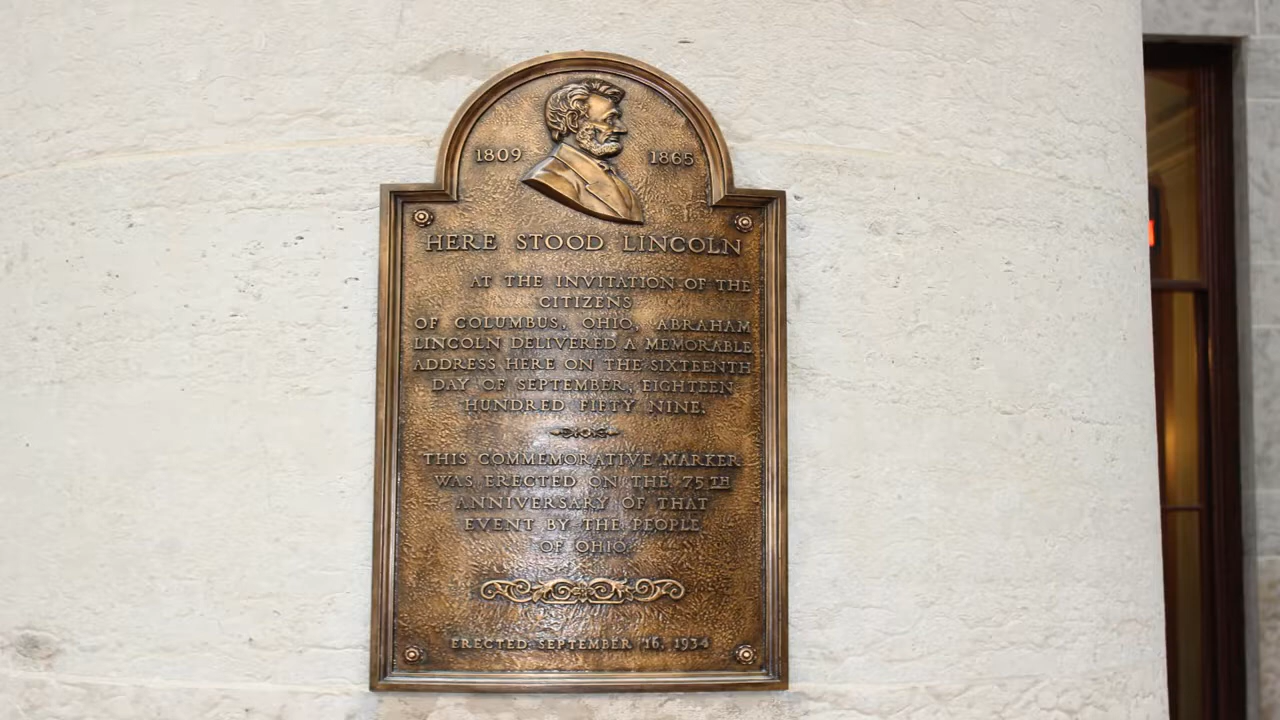 1809 1865
HERE STOOD LINCOLN
AT THE INVITATION OF THE
CITIZENS
OF COLUMBUS, OHIO, ABRAHAM
LINCOLN DELIVERED A MEMORABLE
ADDRESS HERE ON THE SIXTEENTH
DAY OF SEPTEMBER, EIGHTEEN
HUNDRED FIFTY NINE.
THIS COMMEMORATIVE MARKER
WAS ERECTED ON THE 75TH
ANNIVERSARY OF THAT
EVENT BY THE PEOPLE
OF OHIO.
ERECTED SEPTEMBER 16, 1934